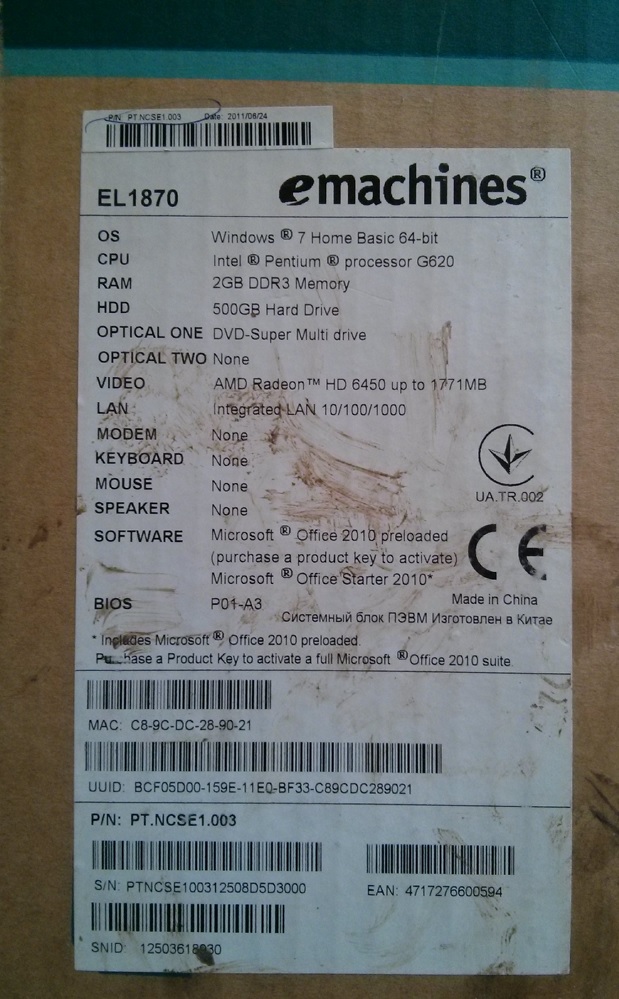 P/N PT.NCSE1.003 Date 2011/08/24
EL1870 emachines®
OS Windows ® 7 Home Basic 64-bit
CPU Intel ® Pentium ® processor G620
RAM 2GB DDR3 Memory
HDD 500GB Hard Drive
OPTICAL ONE DVD-Super Multi drive
OPTICAL TWO None
VIDEO AMD Radeon™ HD 6450 up to 1771MB
LAN Integrated LAN 10/100/1000
MODEM None
KEYBOARD None
MOUSE None
UA.TR.002
SPEAKER None
SOFTWARE Microsoft ® Office 2010 preloaded
(purchase a product key to activate)
Microsoft ® Office Starter 2010*
CE
BIOS P01-A3
Made in China
Системный блок ПЭВМ Изготовлен в Китае
* Includes Microsoft ® Office 2010 preloaded.
Purchase a Product Key to activate a full Microsoft ® Office 2010 suite.
MAC: C8-9C-DC-28-90-21
UUID: BCF05D00-159E-11E0-BF33-C89CDC289021
P/N: PT.NCSE1.003
S/N: PTNCSE100312508D5D3000
EAN: 4717276600594
SNID: